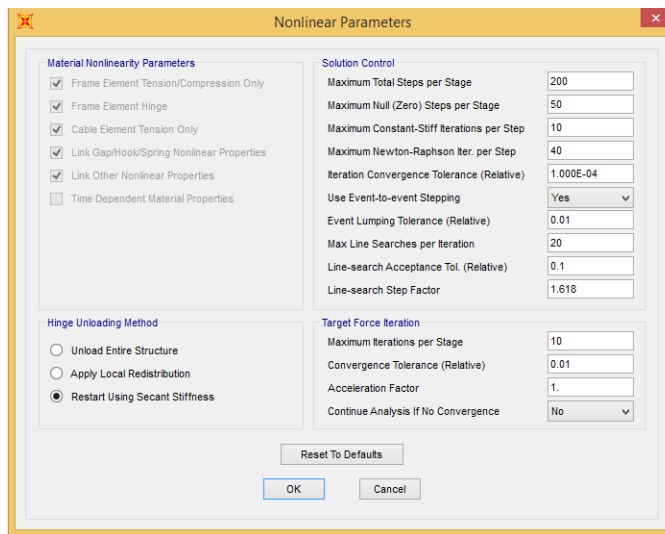 Nonlinear Parameters
Material Nonlinearity Parameters
Frame Element Tension/Compression Only
Frame Element Hinge
Cable Element Tension Only
Link Gap/Hook/Spring Nonlinear Properties
Link Other Nonlinear Properties
Time Dependent Material Properties
Solution Control
Maximum Total Steps per Stage 200
Maximum Null (Zero) Steps per Stage 50
Maximum Constant-Stiff Iterations per Step 10
Maximum Newton-Raphson Iter. per Step 40
Iteration Convergence Tolerance (Relative) 1.000E-04
Use Event-to-event Stepping Yes
Event Lumping Tolerance (Relative) 0.01
Max Line Searches per Iteration 20
Line-search Acceptance Tol. (Relative) 0.1
Line-search Step Factor 1.618
Hinge Unloading Method
Unload Entire Structure
Apply Local Redistribution
Restart Using Secant Stiffness
Target Force Iteration
Maximum Iterations per Stage 10
Convergence Tolerance (Relative) 0.01
Acceleration Factor 1.
Continue Analysis If No Convergence No
Reset To Defaults
OK Cancel